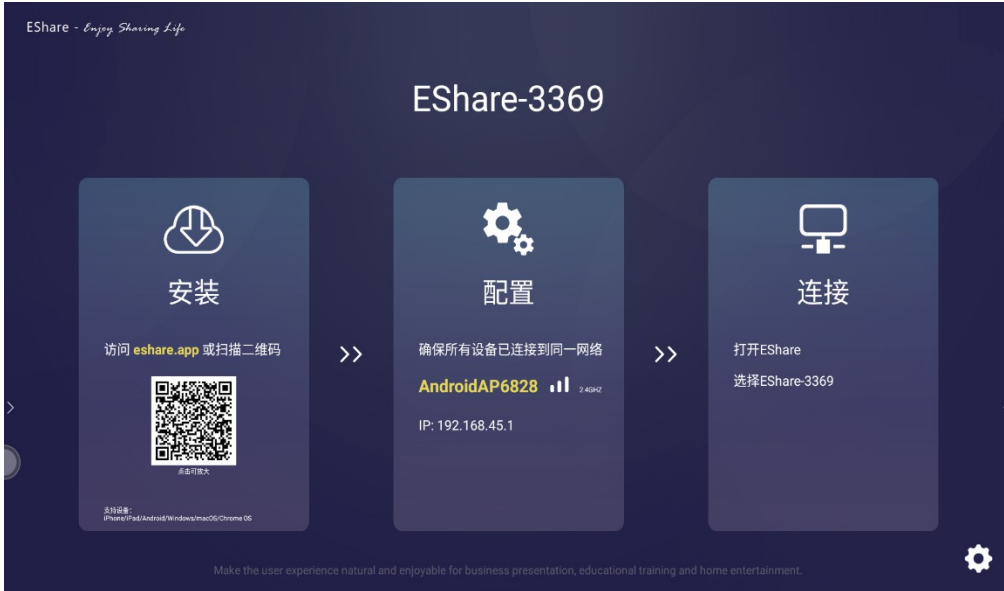 EShare - Enjoy Sharing Life
EShare-3369
安装
访问 eshare.app 或扫描二维码
点击可放大
支持设备：
iPhone/iPad/Android/Windows/macOS/Chrome OS
配置
确保所有设备已连接到同一网络
AndroidAP6828 2.4GHZ
IP: 192.168.45.1
连接
打开EShare
选择EShare-3369
Make the user experience natural and enjoyable for business presentation, educational training and home entertainment.